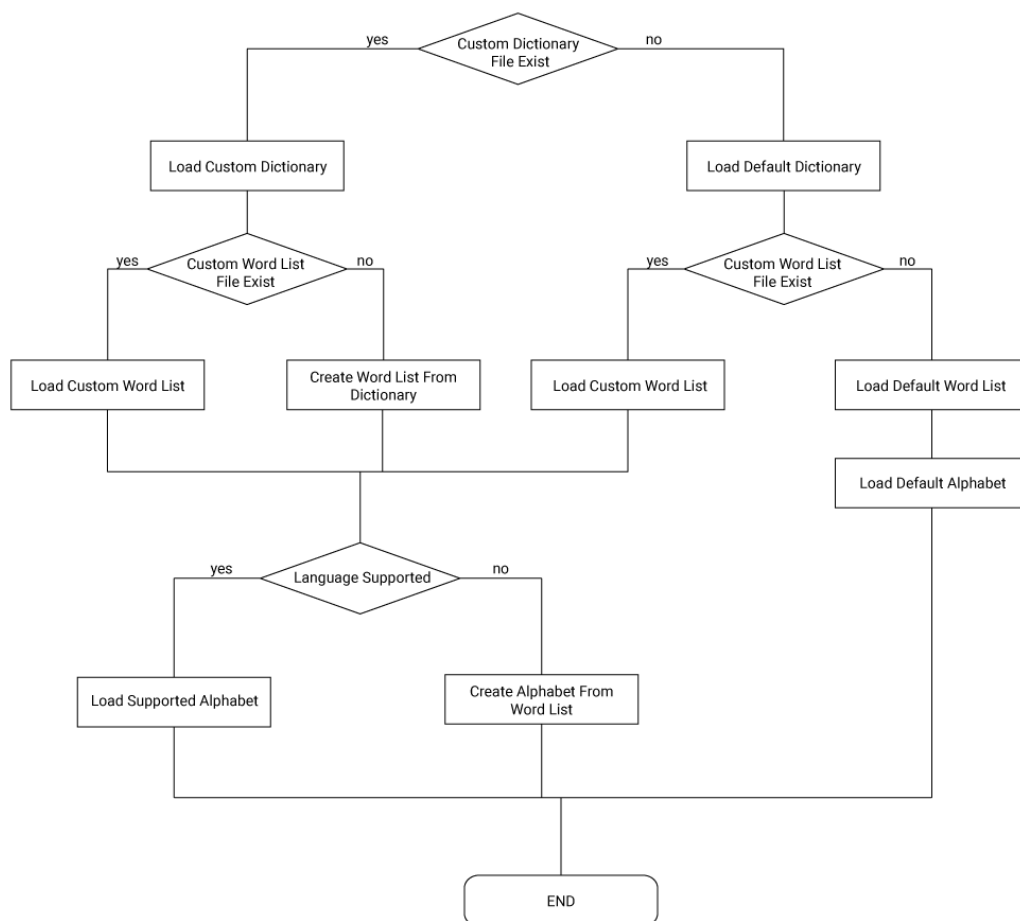 yes
Custom Dictionary
File Exist
no
Load Custom Dictionary
Load Default Dictionary
yes
Custom Word List
File Exist
no
yes
Custom Word List
File Exist
no
Load Custom Word List
Create Word List From
Dictionary
Load Custom Word List
Load Default Word List
Load Default Alphabet
yes
Language Supported
no
Load Supported Alphabet
Create Alphabet From
Word List
END